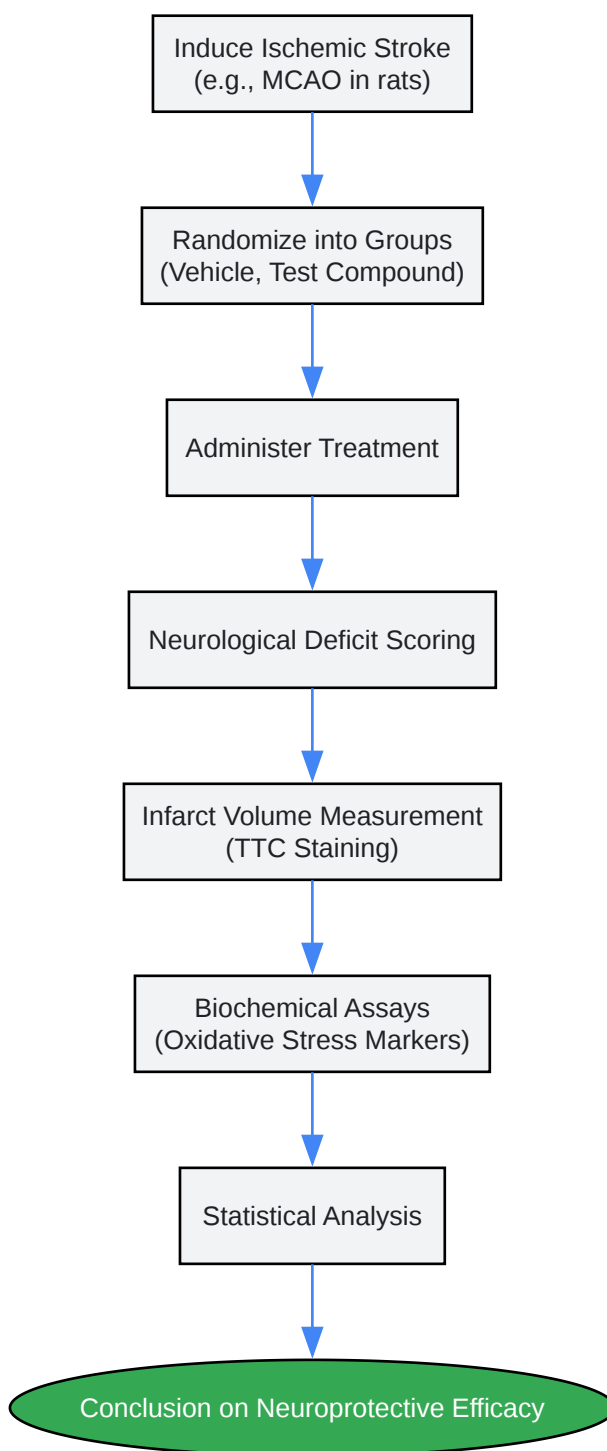 Induce Ischemic Stroke
(e.g., MCAO in rats)
Randomize into Groups
(Vehicle, Test Compound)
Administer Treatment
Neurological Deficit Scoring
Infarct Volume Measurement
(TTC Staining)
Biochemical Assays
(Oxidative Stress Markers)
Statistical Analysis
Conclusion on Neuroprotective Efficacy